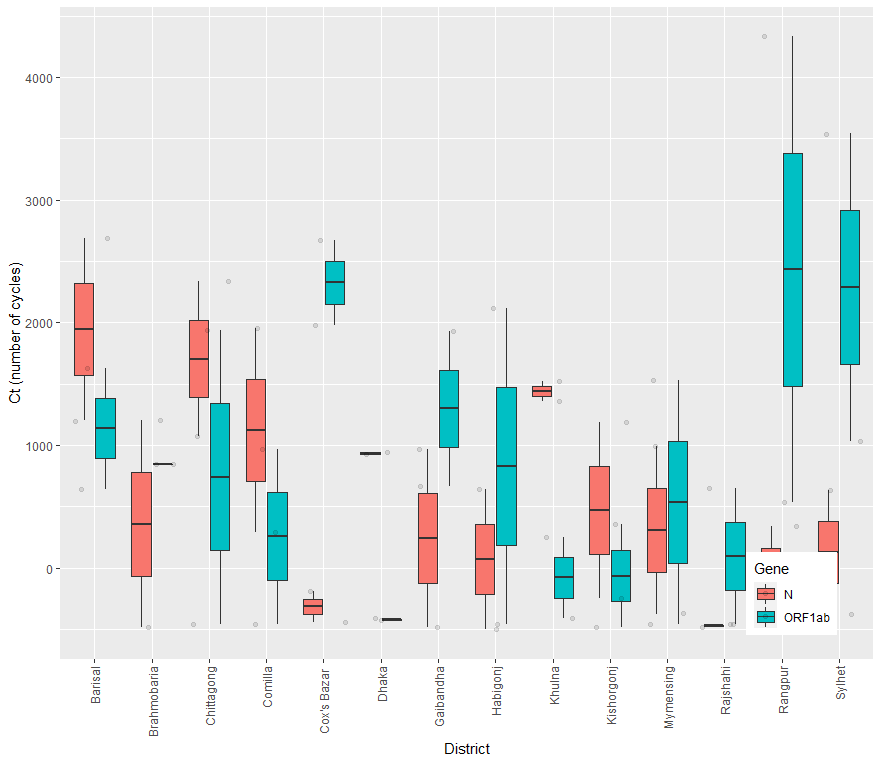 Ct (number of cycles)
4000
3000
2000
1000
0
Gene
N
ORF1ab
Barisal
Brahmobaria
Chittagong
Comilla
Cox's Bazar
Dhaka
Gaibandha
Habigonj
Khulna
Kishorgonj
Mymensing
Rajshahi
Rangpur
Sylhet
District